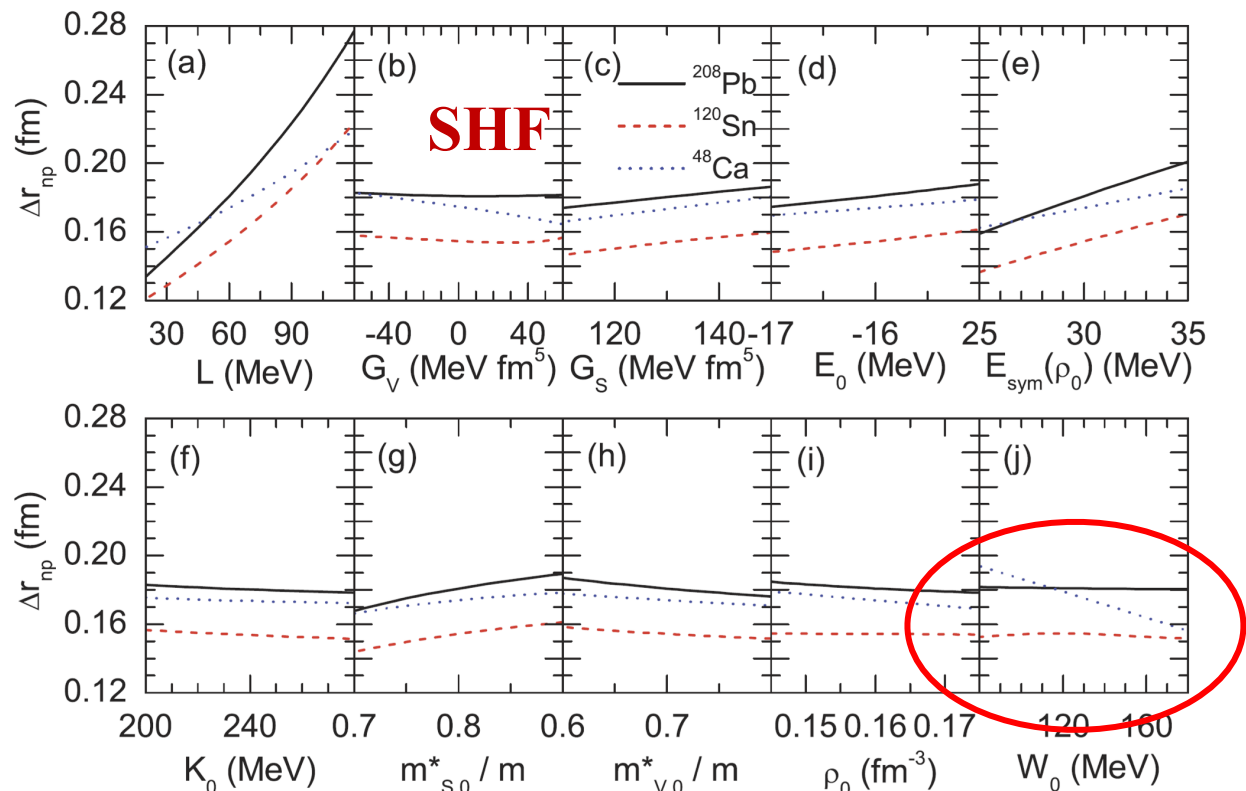 (a) (b) (c) (d) (e)
SHF
²⁰⁸Pb
¹²⁰Sn
⁴⁸Ca
Δr_np (fm)
0.28
0.24
0.20
0.16
0.12
30 60 90 -40 0 40 120 140 -17 -16 25 30 35
L (MeV) G_V (MeV fm⁵) G_S (MeV fm⁵) E_0 (MeV) E_sym(ρ_0) (MeV)
(f) (g) (h) (i) (j)
Δr_np (fm)
0.28
0.24
0.20
0.16
0.12
200 240 0.7 0.8 0.6 0.7 0.15 0.16 0.17 120 160
K_0 (MeV) m*_S,0 / m m*_V,0 / m ρ_0 (fm⁻³) W_0 (MeV)